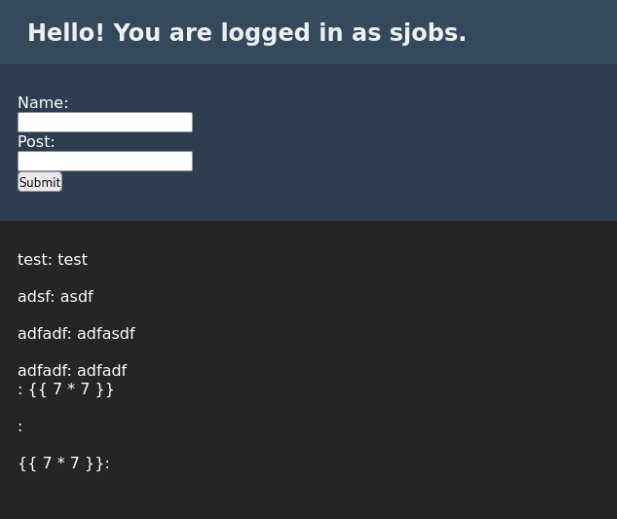 Hello! You are logged in as sjobs.
Name:
Post:
Submit
test: test
adsf: asdf
adfadf: adfasdf
adfadf: adfadf
: {{ 7 * 7 }}
:
{{ 7 * 7 }}: